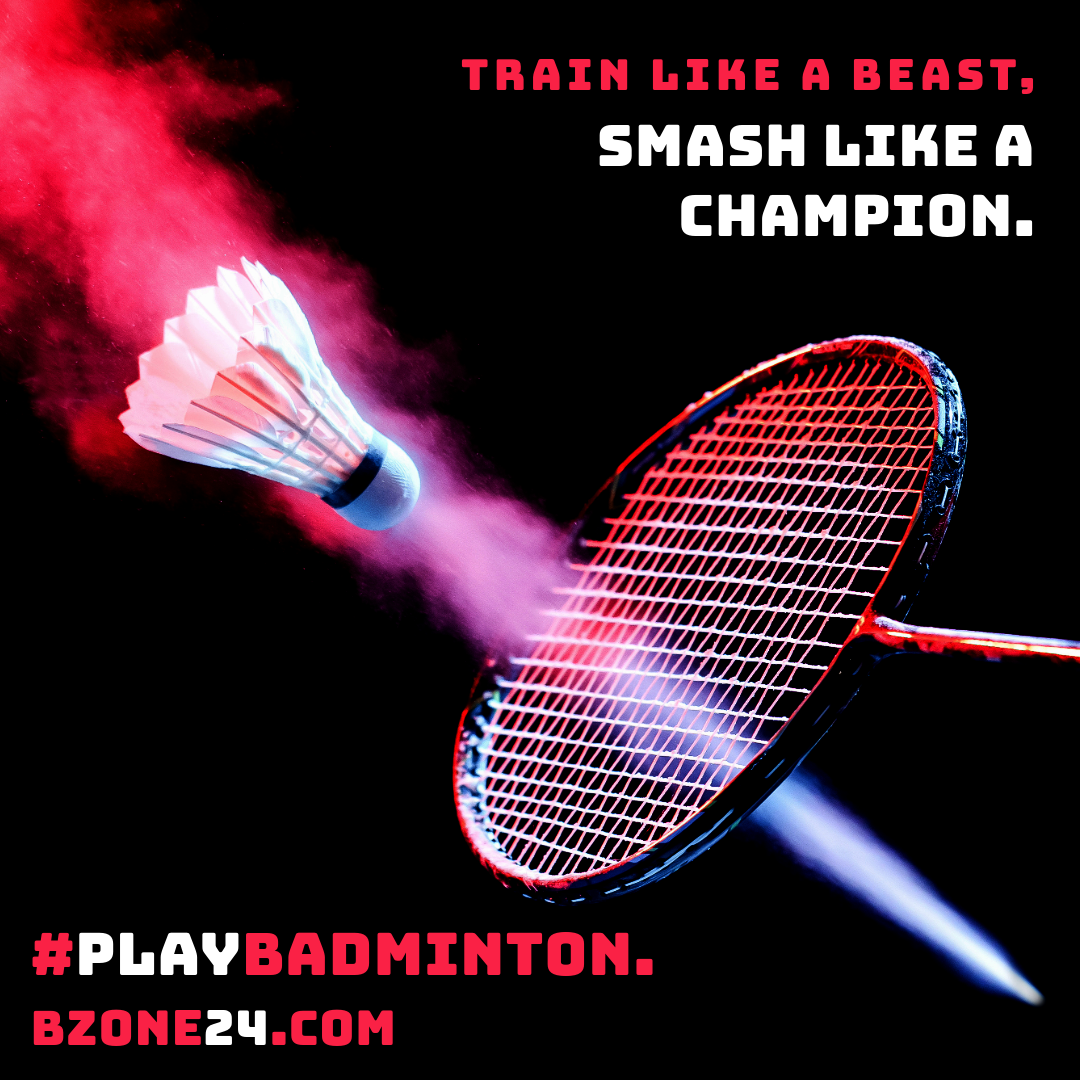 TRAIN LIKE A BEAST,
SMASH LIKE A
CHAMPION.
#PLAYBADMINTON.
BZONE24.COM